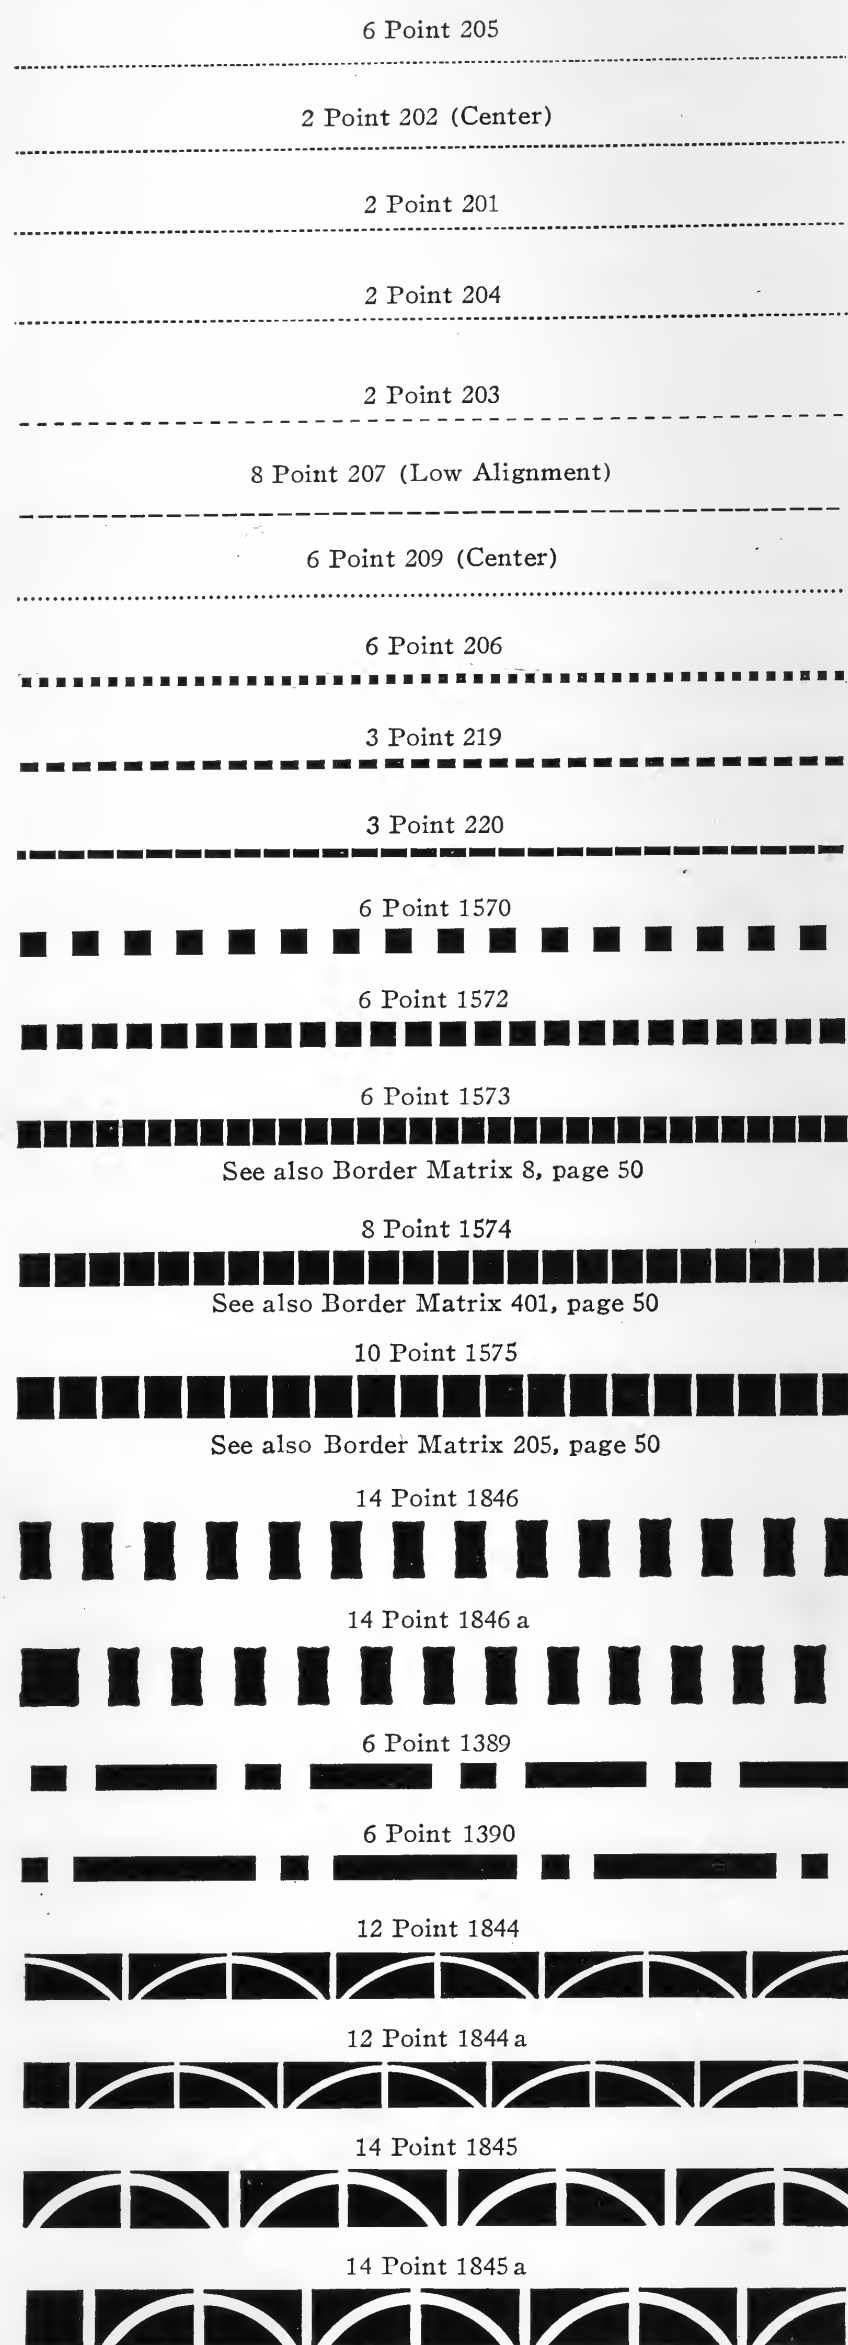 6 Point 205
2 Point 202 (Center)
2 Point 201
2 Point 204
2 Point 203
8 Point 207 (Low Alignment)
6 Point 209 (Center)
6 Point 206
3 Point 219
3 Point 220
6 Point 1570
6 Point 1572
6 Point 1573
See also Border Matrix 8, page 50
8 Point 1574
See also Border Matrix 401, page 50
10 Point 1575
See also Border Matrix 205, page 50
14 Point 1846
14 Point 1846 a
6 Point 1389
6 Point 1390
12 Point 1844
12 Point 1844 a
14 Point 1845
14 Point 1845 a